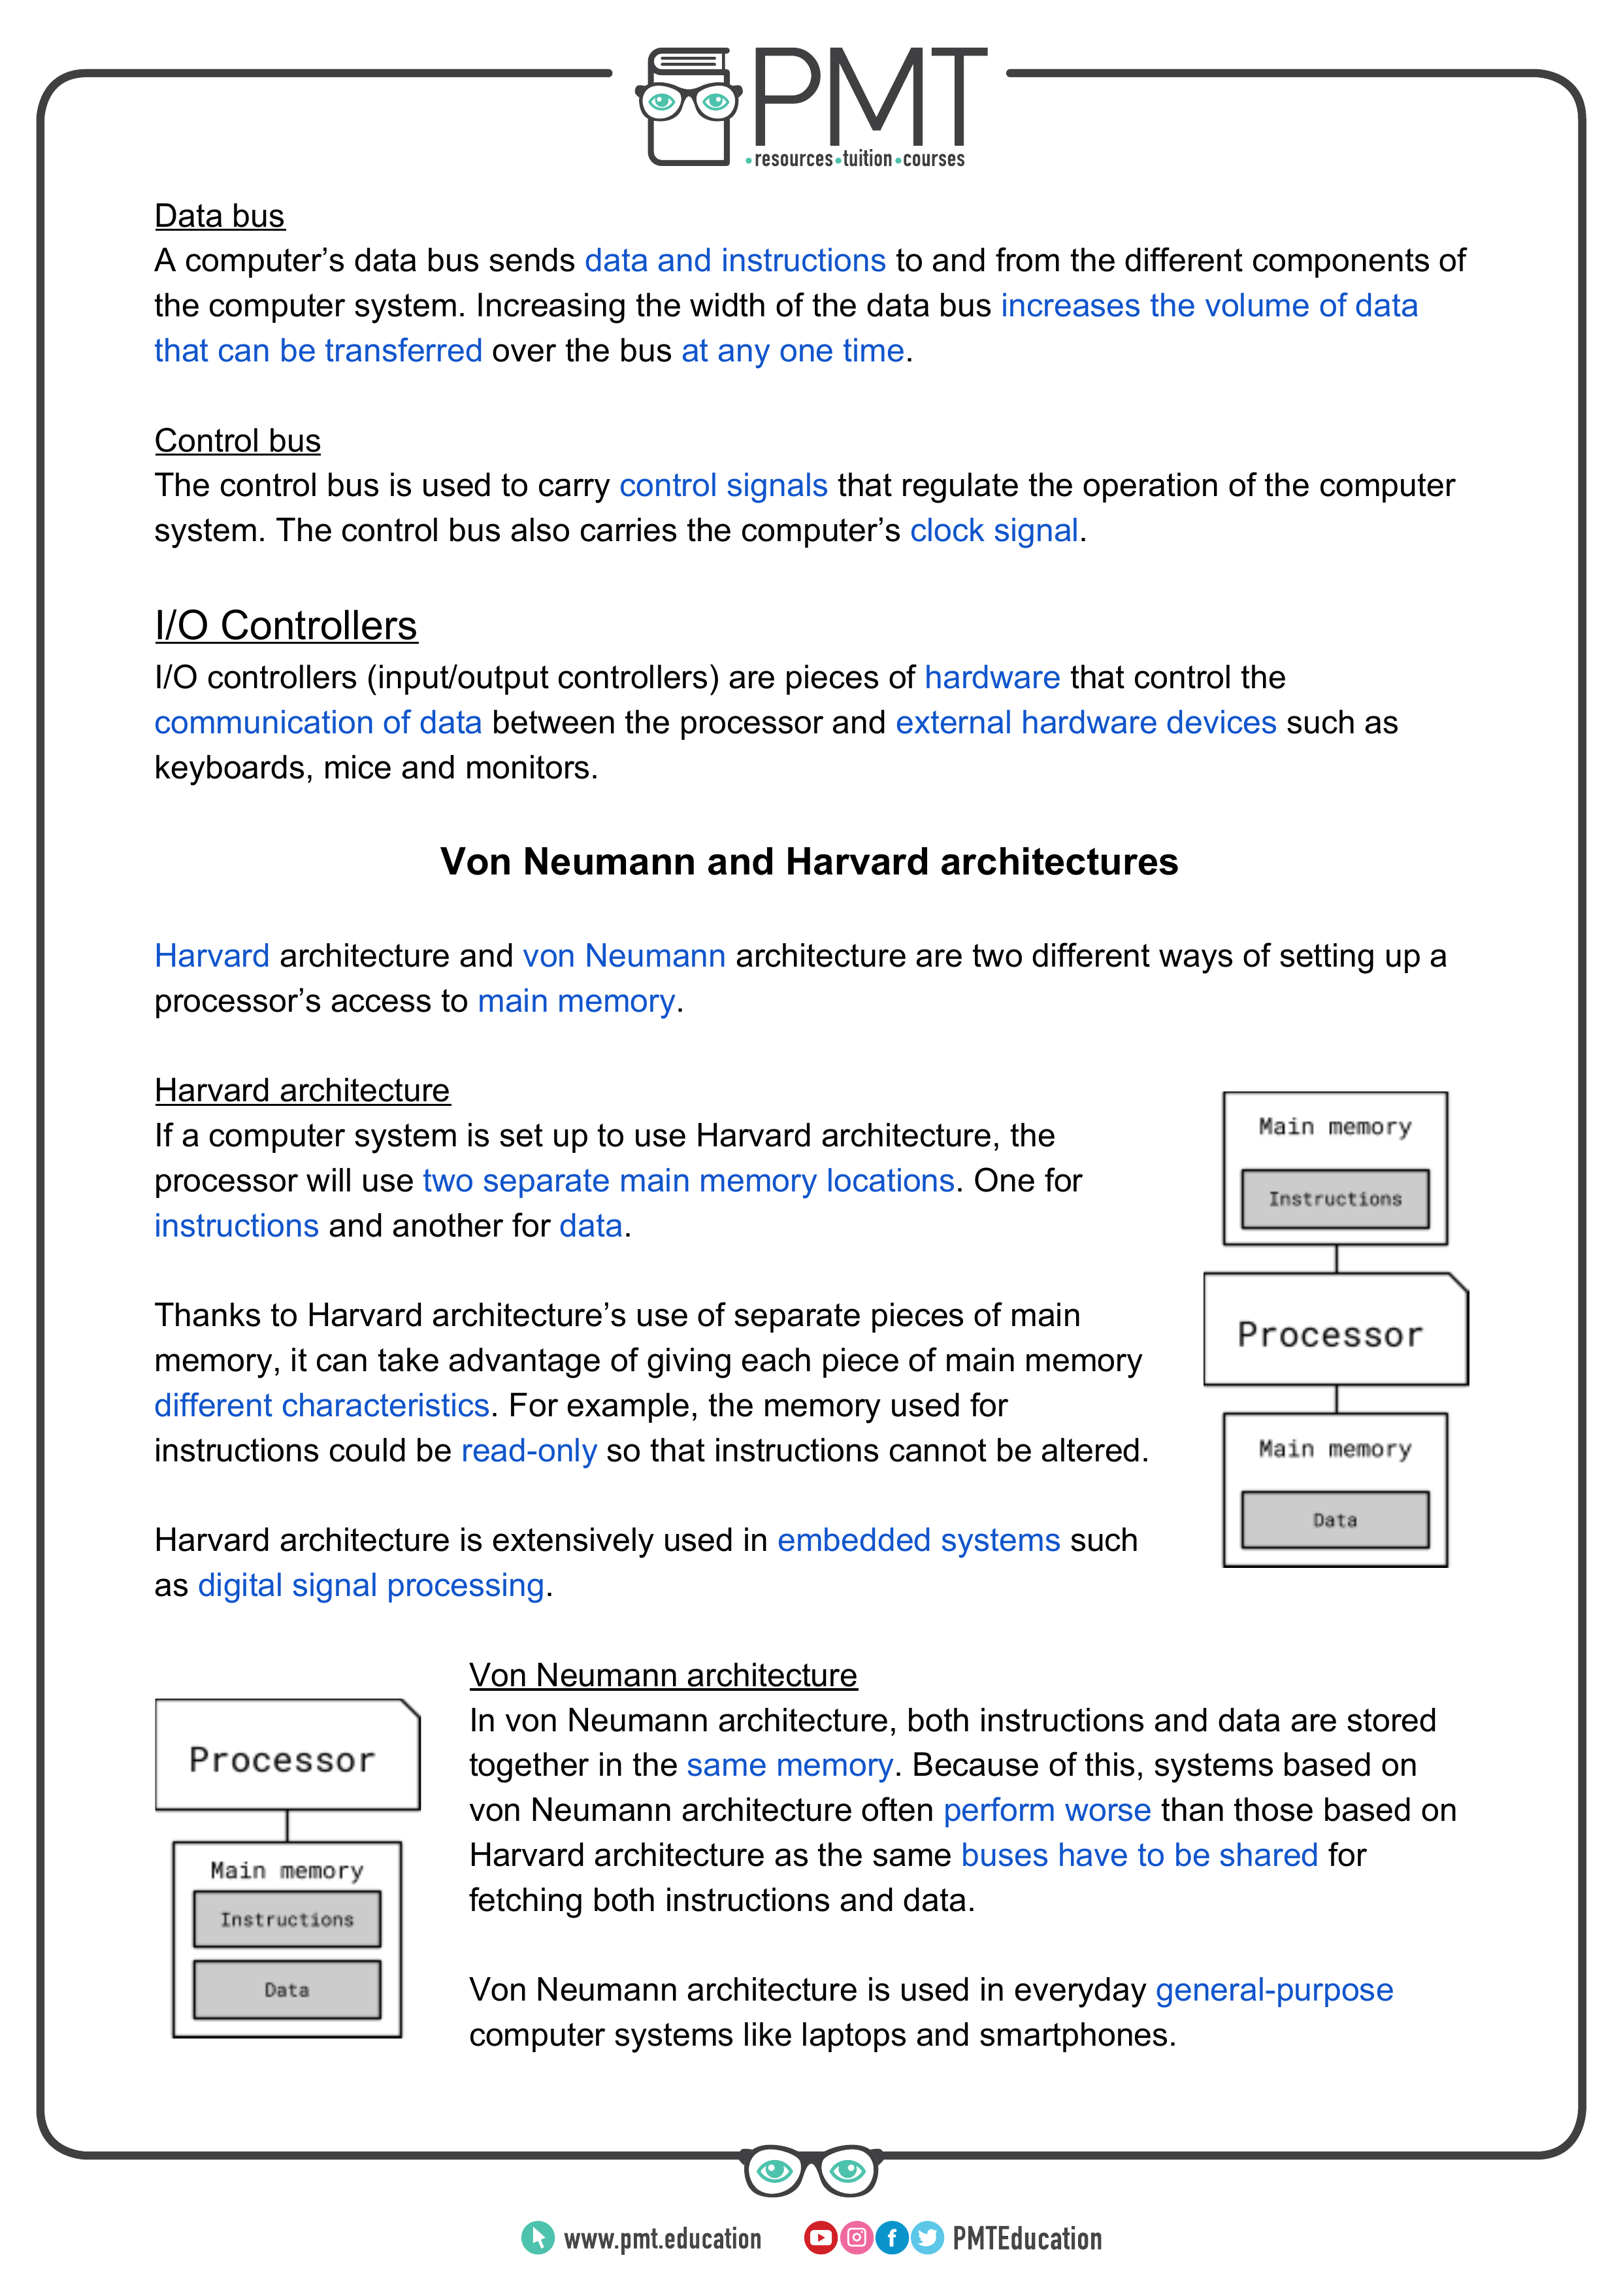 PMT
resources tuition courses
Data bus
A computer’s data bus sends data and instructions to and from the different components of
the computer system. Increasing the width of the data bus increases the volume of data
that can be transferred over the bus at any one time.
Control bus
The control bus is used to carry control signals that regulate the operation of the computer
system. The control bus also carries the computer’s clock signal.
I/O Controllers
I/O controllers (input/output controllers) are pieces of hardware that control the
communication of data between the processor and external hardware devices such as
keyboards, mice and monitors.
Von Neumann and Harvard architectures
Harvard architecture and von Neumann architecture are two different ways of setting up a
processor’s access to main memory.
Harvard architecture
If a computer system is set up to use Harvard architecture, the
processor will use two separate main memory locations. One for
instructions and another for data.
Thanks to Harvard architecture’s use of separate pieces of main
memory, it can take advantage of giving each piece of main memory
different characteristics. For example, the memory used for
instructions could be read-only so that instructions cannot be altered.
Harvard architecture is extensively used in embedded systems such
as digital signal processing.
Main memory
Instructions
Processor
Main memory
Data
Von Neumann architecture
In von Neumann architecture, both instructions and data are stored
together in the same memory. Because of this, systems based on
von Neumann architecture often perform worse than those based on
Harvard architecture as the same buses have to be shared for
fetching both instructions and data.
Von Neumann architecture is used in everyday general-purpose
computer systems like laptops and smartphones.
Processor
Main memory
Instructions
Data
www.pmt.education
PMTEducation